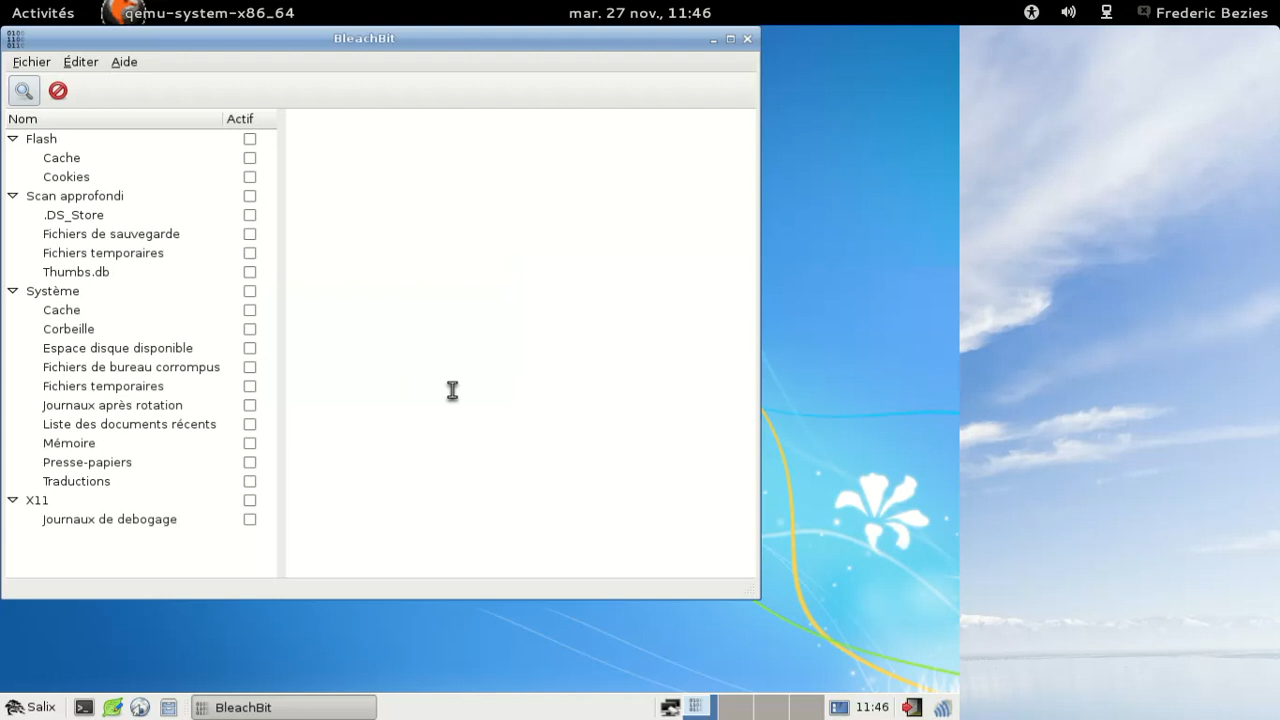 Activités qemu-system-x86_64 mar. 27 nov., 11:46 Frederic Bezies
BleachBit
Fichier Éditer Aide
Nom Actif
Flash
Cache
Cookies
Scan approfondi
.DS_Store
Fichiers de sauvegarde
Fichiers temporaires
Thumbs.db
Système
Cache
Corbeille
Espace disque disponible
Fichiers de bureau corrompus
Fichiers temporaires
Journaux après rotation
Liste des documents récents
Mémoire
Presse-papiers
Traductions
X11
Journaux de debogage
Salix BleachBit 11:46